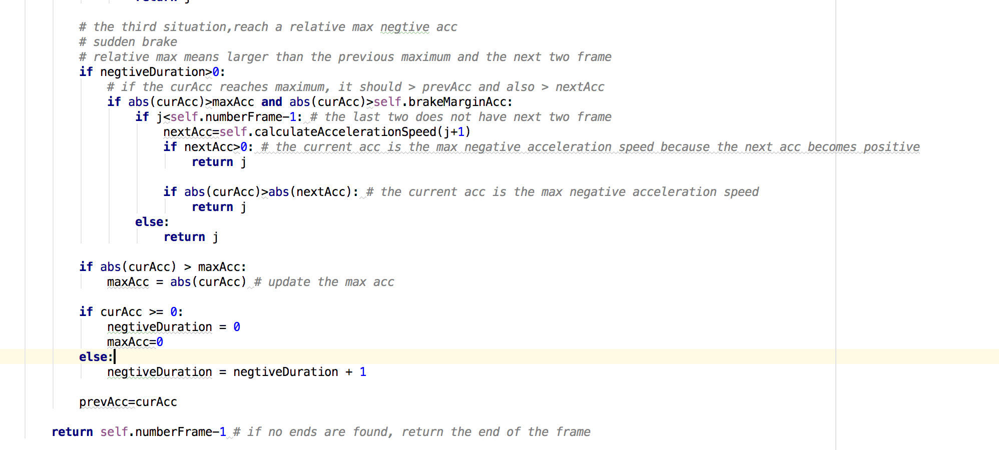 return j
# the third situation,reach a relative max negtive acc
# sudden brake
# relative max means larger than the previous maximum and the next two frame
if negtiveDuration>0:
# if the curAcc reaches maximum, it should > prevAcc and also > nextAcc
if abs(curAcc)>maxAcc and abs(curAcc)>self.brakeMarginAcc:
if j<self.numberFrame-1: # the last two does not have next two frame
nextAcc=self.calculateAccelerationSpeed(j+1)
if nextAcc>0: # the current acc is the max negative acceleration speed because the next acc becomes positive
return j
if abs(curAcc)>abs(nextAcc): # the current acc is the max negative acceleration speed
return j
else:
return j
if abs(curAcc) > maxAcc:
maxAcc = abs(curAcc) # update the max acc
if curAcc >= 0:
negtiveDuration = 0
maxAcc=0
else:
negtiveDuration = negtiveDuration + 1
prevAcc=curAcc
return self.numberFrame-1 # if no ends are found, return the end of the frame